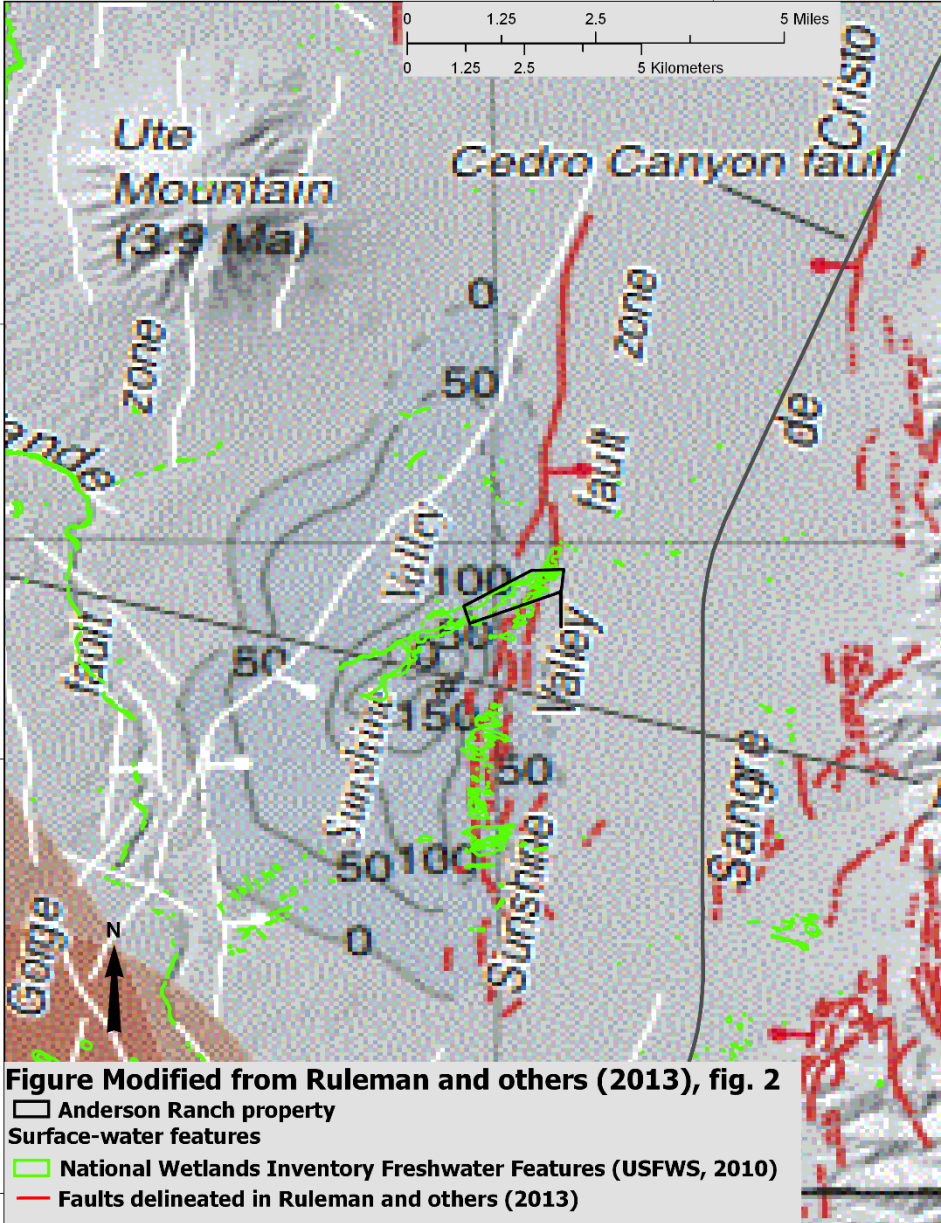 0 1.25 2.5 5 Miles
0 1.25 2.5 5 Kilometers
Cristo
Ute
Mountain
(3.9 Ma)
Cedro Canyon fault
0
zone
zone
50
de
ande
fault
Valley
100
50
0
Valley
fault
50
150
Sunshine
50
Sangre
50 100
Sunshine
0
Gorge
N
Figure Modified from Ruleman and others (2013), fig. 2
Anderson Ranch property
Surface-water features
National Wetlands Inventory Freshwater Features (USFWS, 2010)
Faults delineated in Ruleman and others (2013)